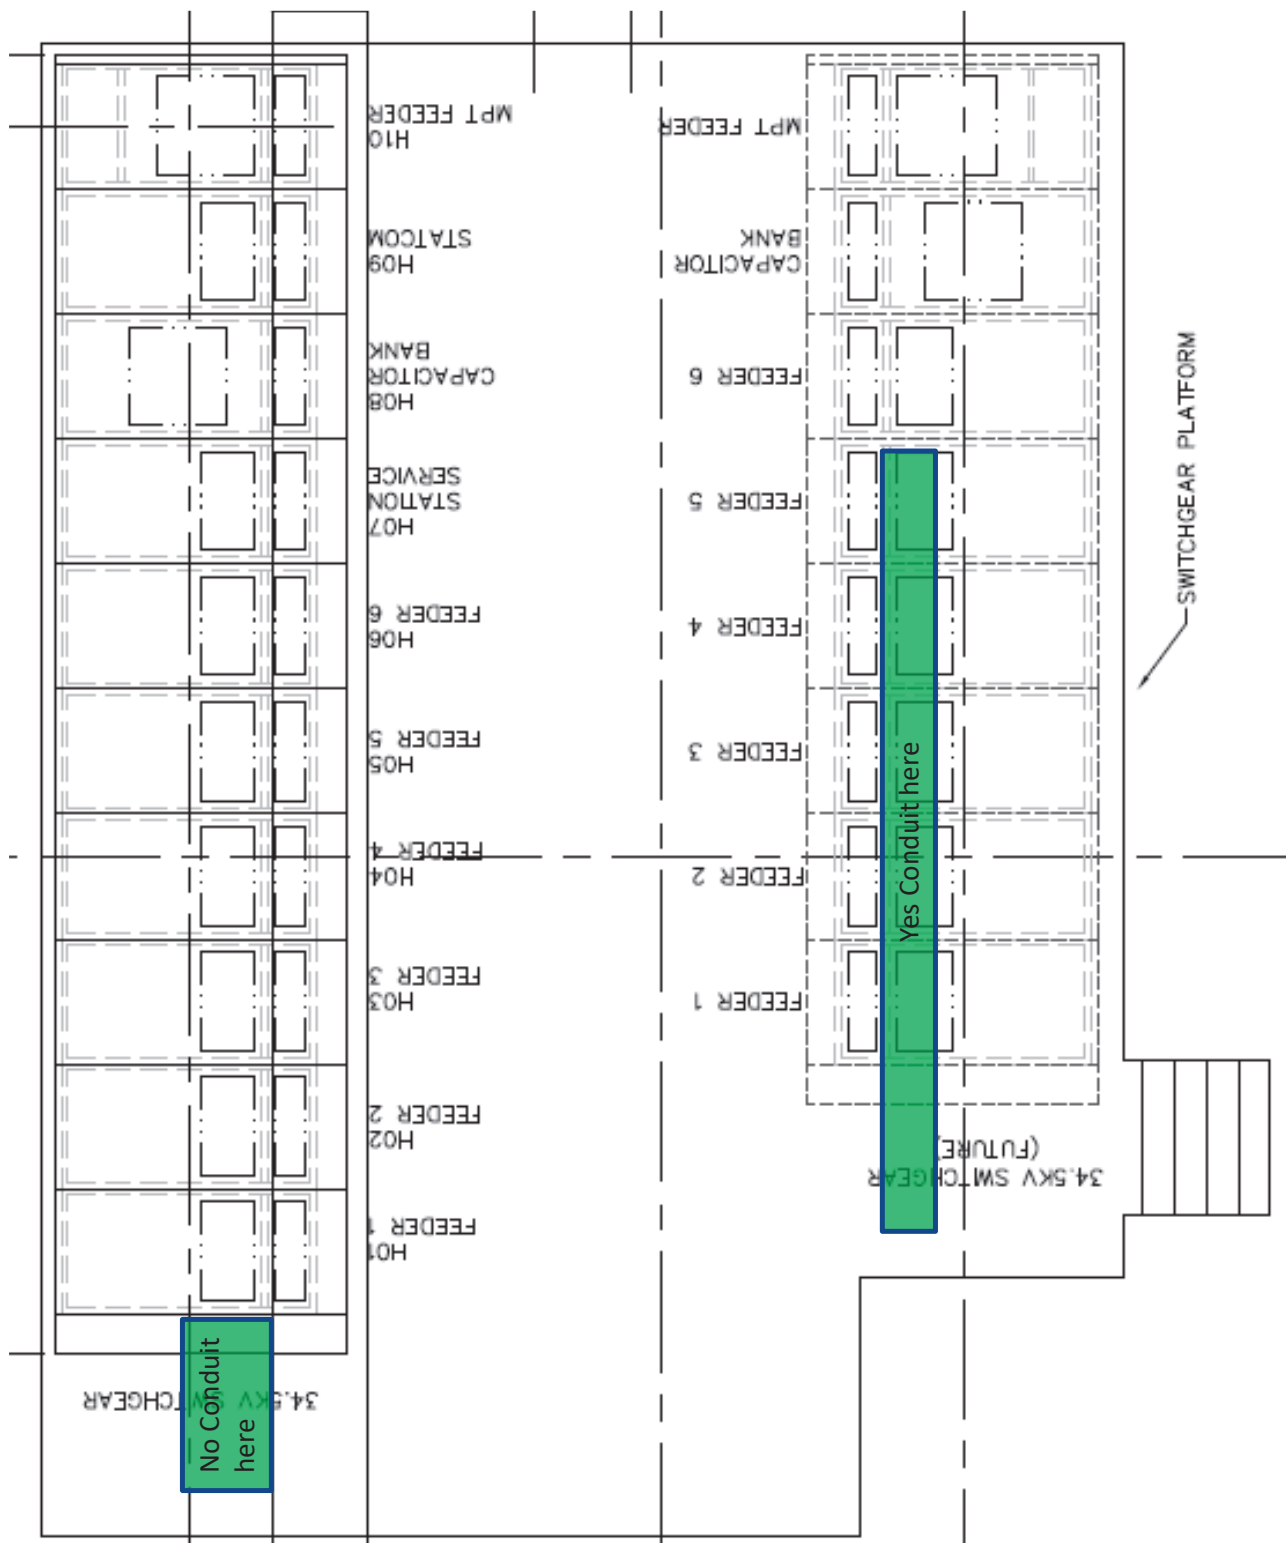 H10
MPT FEEDER
H09
STATCOM
H08
CAPACITOR
BANK
H07
STATION
SERVICE
H06
FEEDER 6
H05
FEEDER 5
H04
FEEDER 4
H03
FEEDER 3
H02
FEEDER 2
H01
FEEDER 1
34.5KV SWITCHGEAR
No Conduit
here
MPT FEEDER
CAPACITOR
BANK
FEEDER 6
FEEDER 5
FEEDER 4
FEEDER 3
FEEDER 2
FEEDER 1
Yes Conduit here
34.5KV SWITCHGEAR
(FUTURE)
SWITCHGEAR PLATFORM